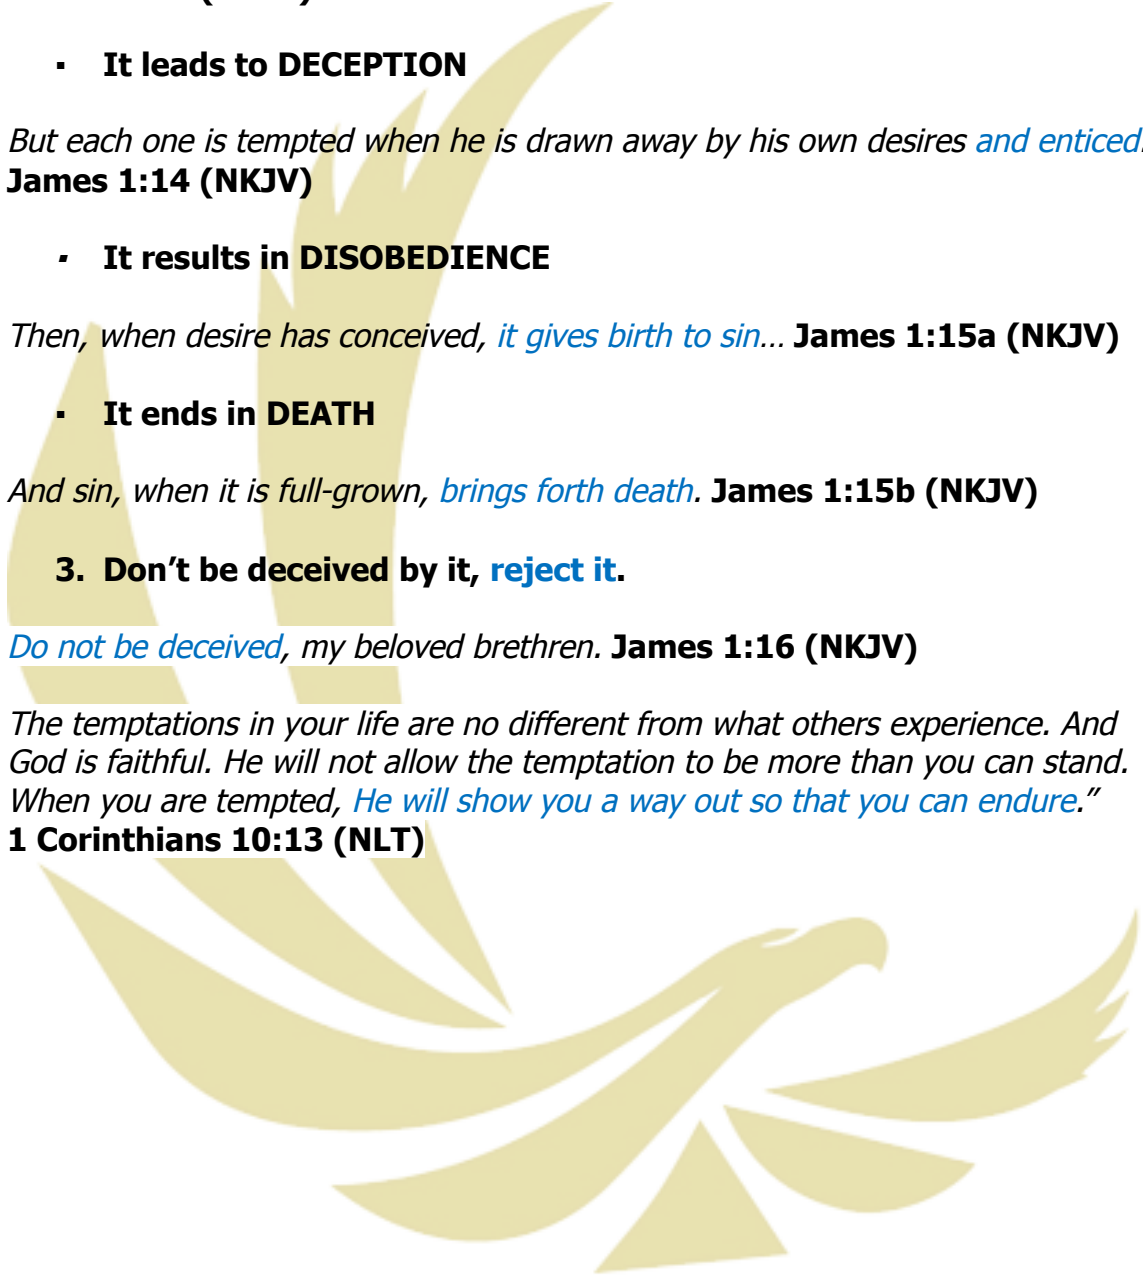 ▪ It leads to DECEPTION
But each one is tempted when he is drawn away by his own desires and enticed.
James 1:14 (NKJV)
▪ It results in DISOBEDIENCE
Then, when desire has conceived, it gives birth to sin… James 1:15a (NKJV)
▪ It ends in DEATH
And sin, when it is full-grown, brings forth death. James 1:15b (NKJV)
3. Don’t be deceived by it, reject it.
Do not be deceived, my beloved brethren. James 1:16 (NKJV)
The temptations in your life are no different from what others experience. And
God is faithful. He will not allow the temptation to be more than you can stand.
When you are tempted, He will show you a way out so that you can endure.”
1 Corinthians 10:13 (NLT)